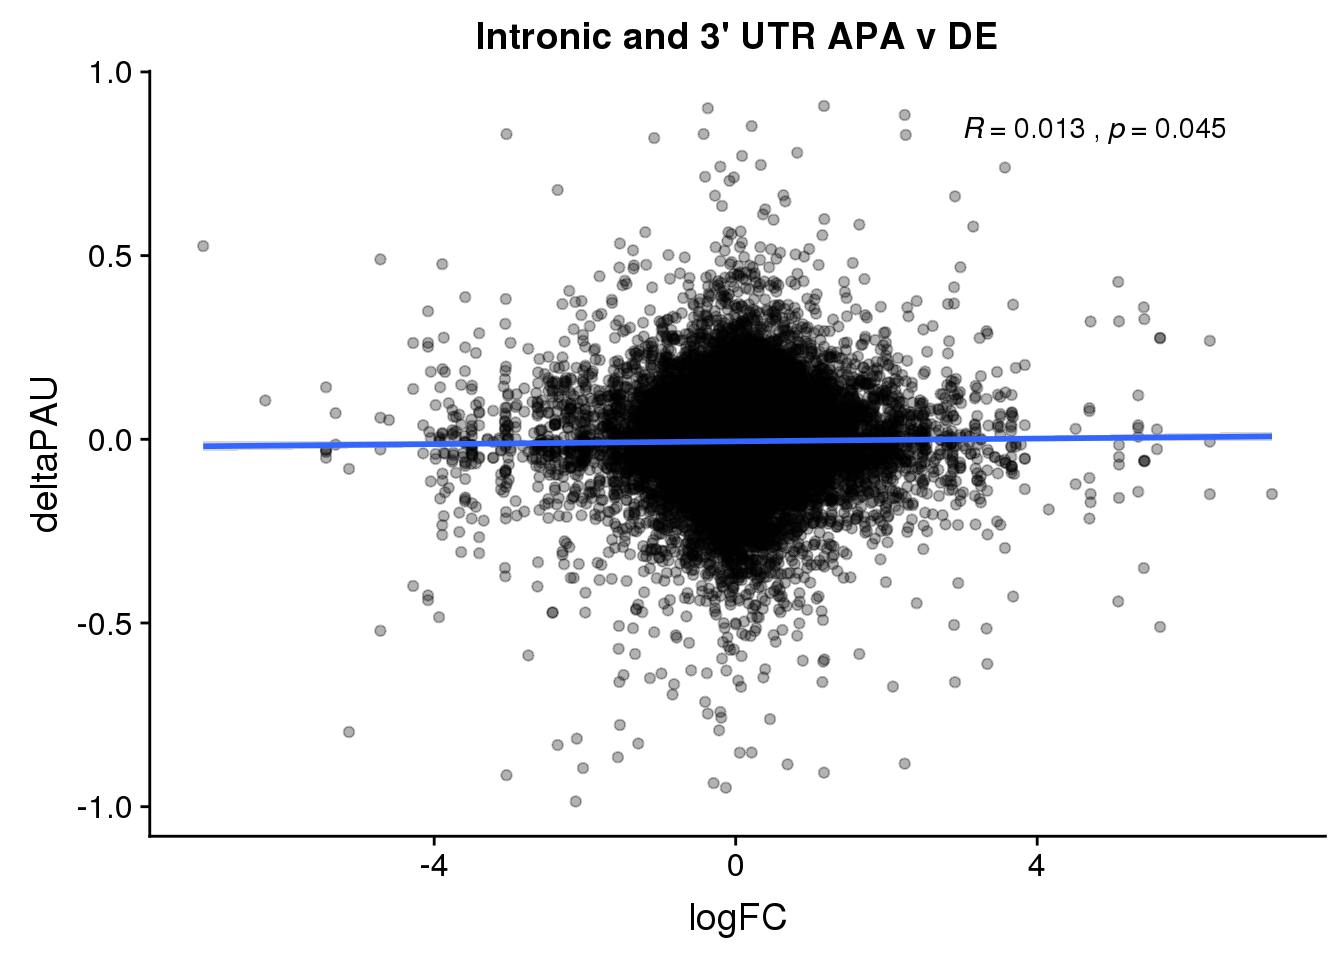 Intronic and 3' UTR APA v DE
R = 0.013 , p = 0.045
1.0
0.5
0.0
-0.5
-1.0
deltaPAU
-4
0
4
logFC